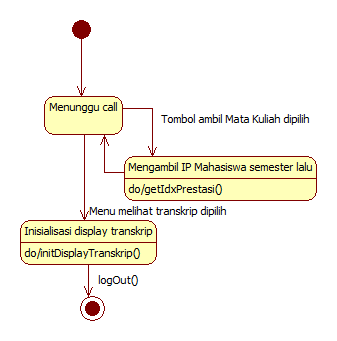 Menunggu call
Tombol ambil Mata Kuliah dipilih
Mengambil IP Mahasiswa semester lalu
do/getIdxPrestasi()
Menu melihat transkrip dipilih
Inisialisasi display transkrip
do/initDisplayTranskrip()
logOut()